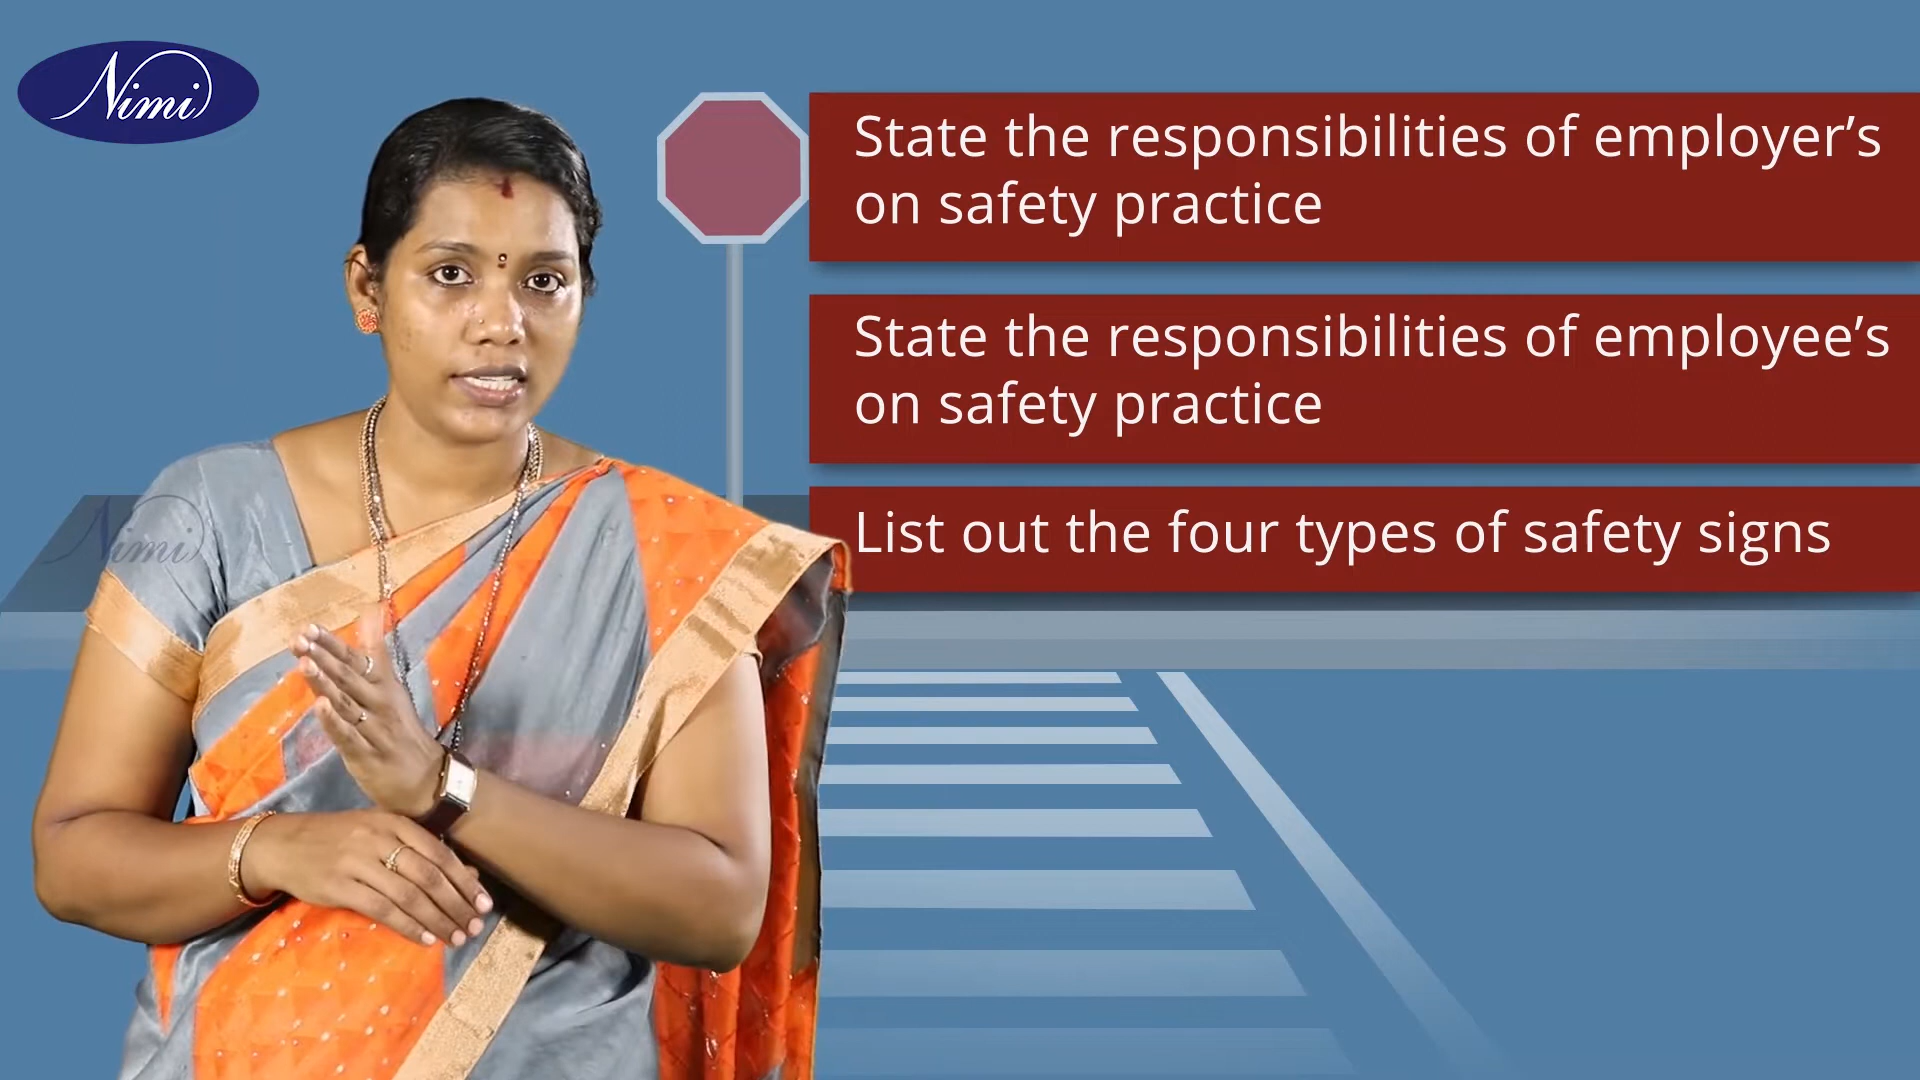 Nimi
State the responsibilities of employer’s
on safety practice
State the responsibilities of employee’s
on safety practice
Nimi
List out the four types of safety signs